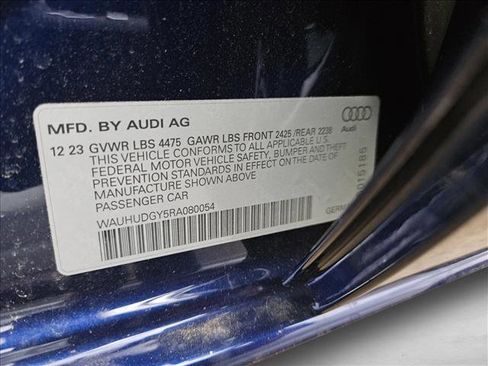 MFD. BY AUDI AG
Audi
12 23 GVWR LBS 4475 GAWR LBS FRONT 2425 /REAR 2238
THIS VEHICLE CONFORMS TO ALL APPLICABLE U.S.
FEDERAL MOTOR VEHICLE SAFETY, BUMPER AND THEFT
PREVENTION STANDARDS IN EFFECT ON THE DATE OF
MANUFACTURE SHOWN ABOVE
PASSENGER CAR
WAUHUDGY5RA080054
015185